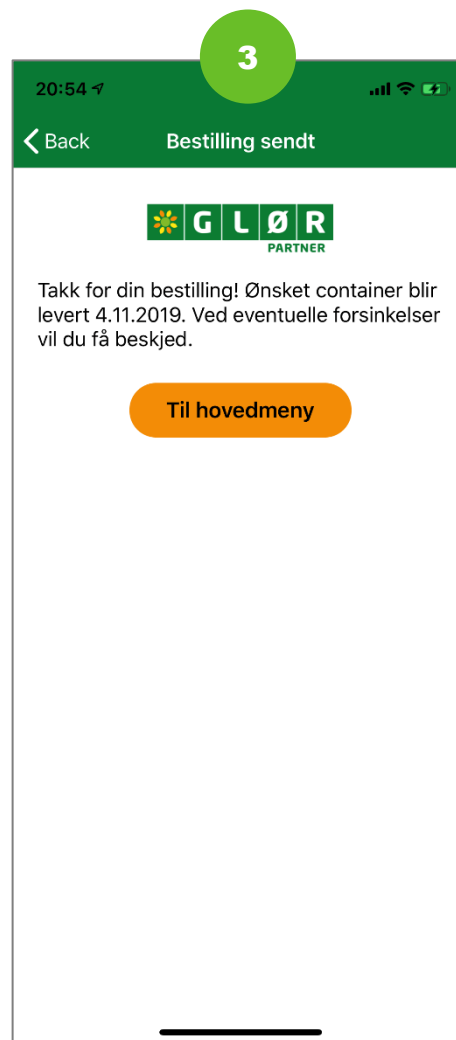 3
20:54
Back
Bestilling sendt
GLØR
PARTNER
Takk for din bestilling! Ønsket container blir
levert 4.11.2019. Ved eventuelle forsinkelser
vil du få beskjed.
Til hovedmeny